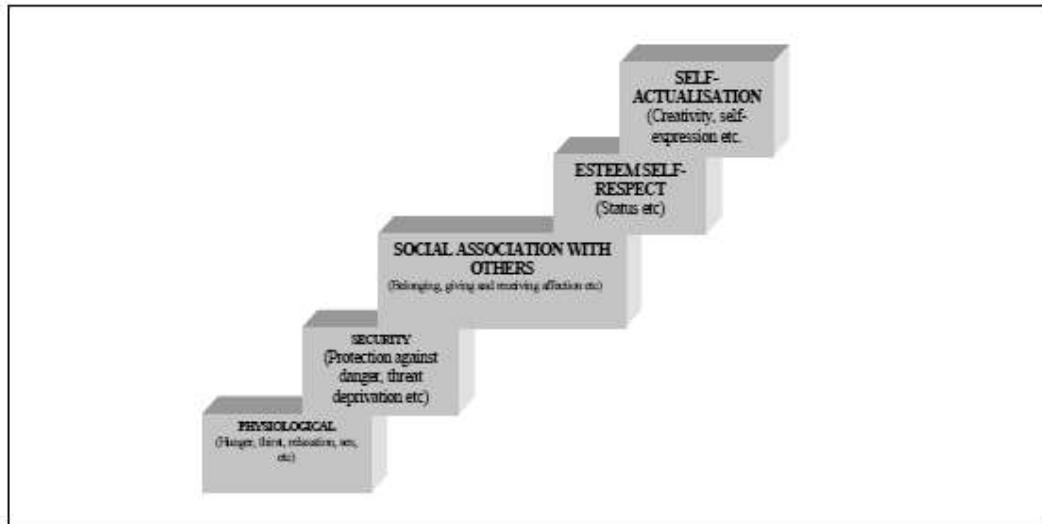 SELF-
ACTUALISATION
(Creativity, self-
expression etc.
ESTEEM SELF-
RESPECT
(Status etc)
SOCIAL ASSOCIATION WITH
OTHERS
(Belonging, giving and receiving affection etc)
SECURITY
(Protection against
danger, threat
deprivation etc)
PHYSIOLOGICAL
(Hunger, thirst, relaxation, sex,
etc)